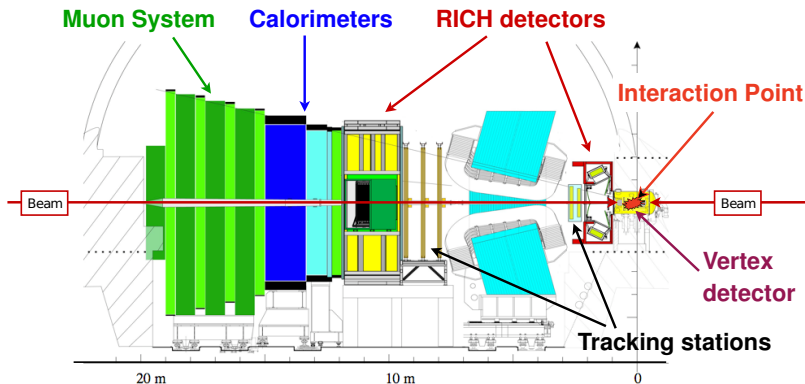 Muon System
Calorimeters
RICH detectors
Interaction Point
Beam
Beam
Vertex
detector
Tracking stations
20 m
10 m
0